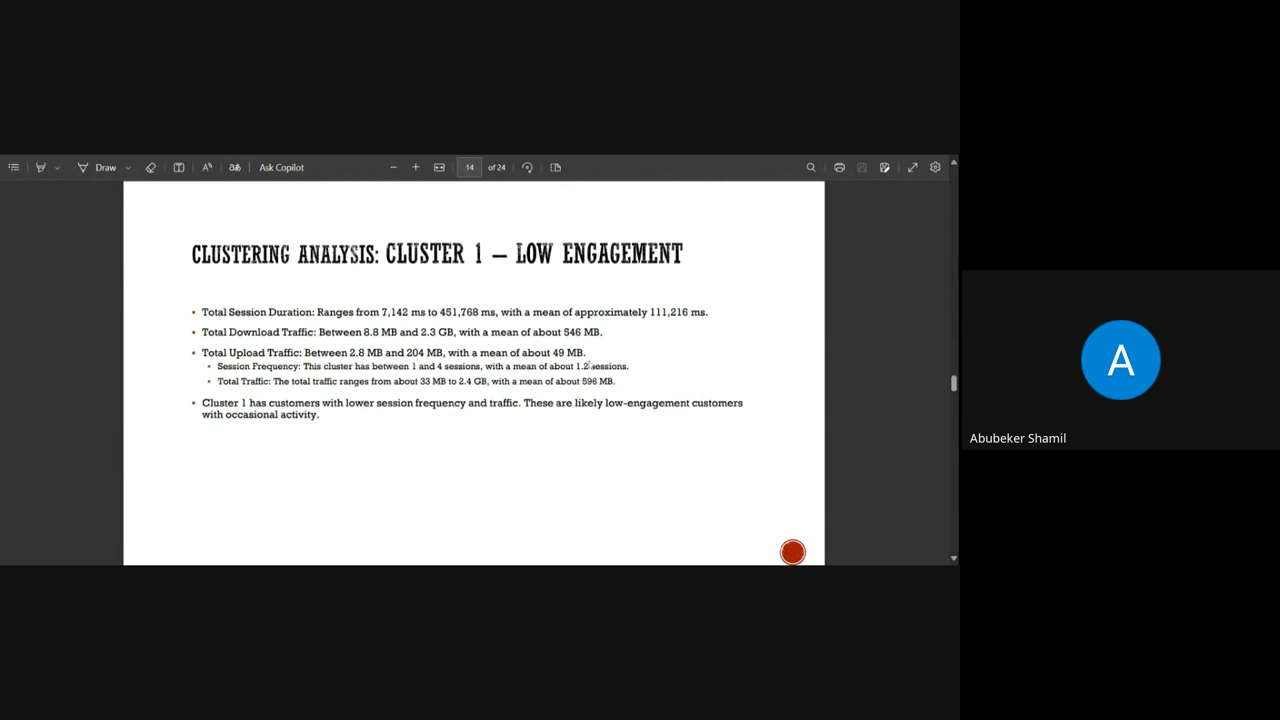 Draw
Ask Copilot
14 of 24
CLUSTERING ANALYSIS: CLUSTER 1 – LOW ENGAGEMENT
• Total Session Duration: Ranges from 7,142 ms to 451,768 ms, with a mean of approximately 111,216 ms.
• Total Download Traffic: Between 8.8 MB and 2.3 GB, with a mean of about 546 MB.
• Total Upload Traffic: Between 2.8 MB and 204 MB, with a mean of about 49 MB.
• Session Frequency: This cluster has between 1 and 4 sessions, with a mean of about 1.2 sessions.
• Total Traffic: The total traffic ranges from about 33 MB to 2.4 GB, with a mean of about 596 MB.
• Cluster 1 has customers with lower session frequency and traffic. These are likely low-engagement customers
with occasional activity.
A
Abubeker Shamil